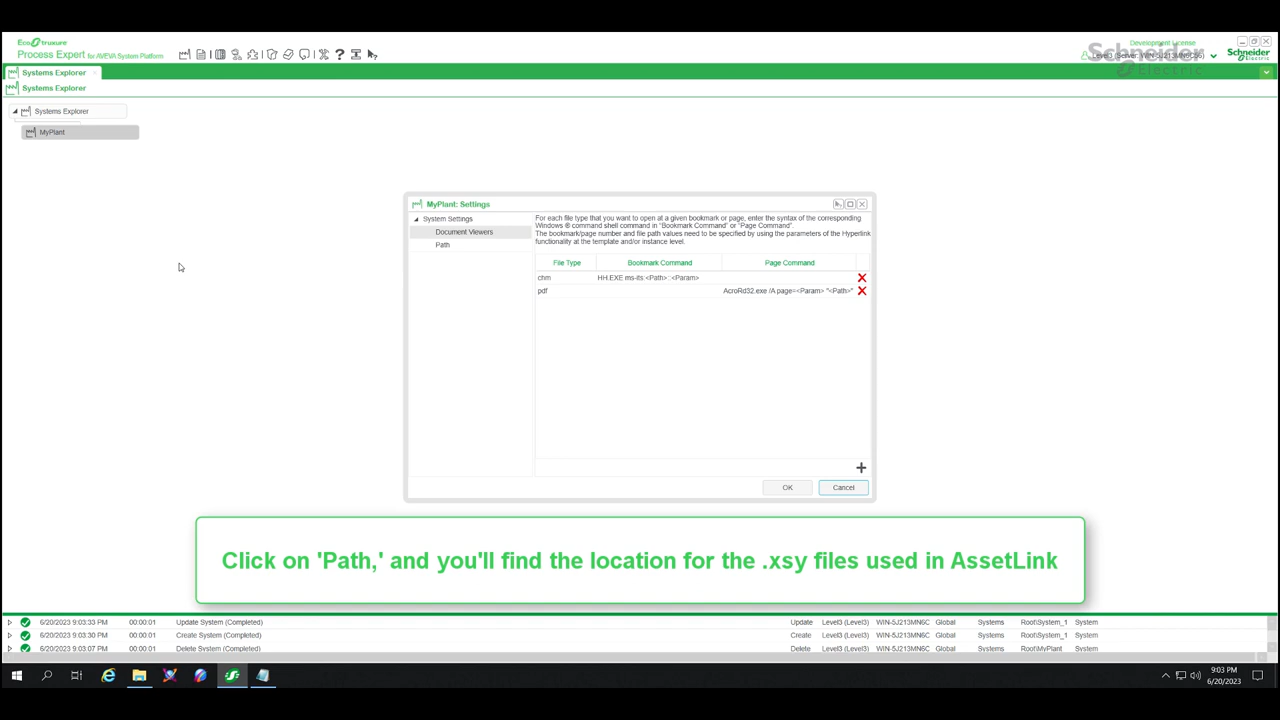 EcoStruxure
Process Expert for AVEVA System Platform
Development License
Level3 (Server: WIN-5J213MN6C56)
Schneider
Electric
Schneider
Electric
Systems Explorer
Systems Explorer
Systems Explorer
MyPlant
MyPlant: Settings
System Settings
Document Viewers
Path
For each file type that you want to open at a given bookmark or page, enter the syntax of the corresponding
Windows ® command shell command in "Bookmark Command" or "Page Command".
The bookmark/page number and file path values need to be specified by using the parameters of the Hyperlink
functionality at the template and/or instance level.
File Type Bookmark Command Page Command
chm HH.EXE ms-its:<Path>::<Param>
pdf AcroRd32.exe /A page=<Param> "<Path>"
OK Cancel
Click on 'Path,' and you'll find the location for the .xsy files used in AssetLink
6/20/2023 9:03:33 PM 00:00:01 Update System (Completed) Update Level3 (Level3) WIN-5J213MN6C Global Systems Root\System_1 System
6/20/2023 9:03:30 PM 00:00:01 Create System (Completed) Create Level3 (Level3) WIN-5J213MN6C Global Systems Root\System_1 System
6/20/2023 9:03:07 PM 00:00:01 Delete System (Completed) Delete Level3 (Level3) WIN-5J213MN6C Global Systems Root\MyPlant System
9:03 PM
6/20/2023